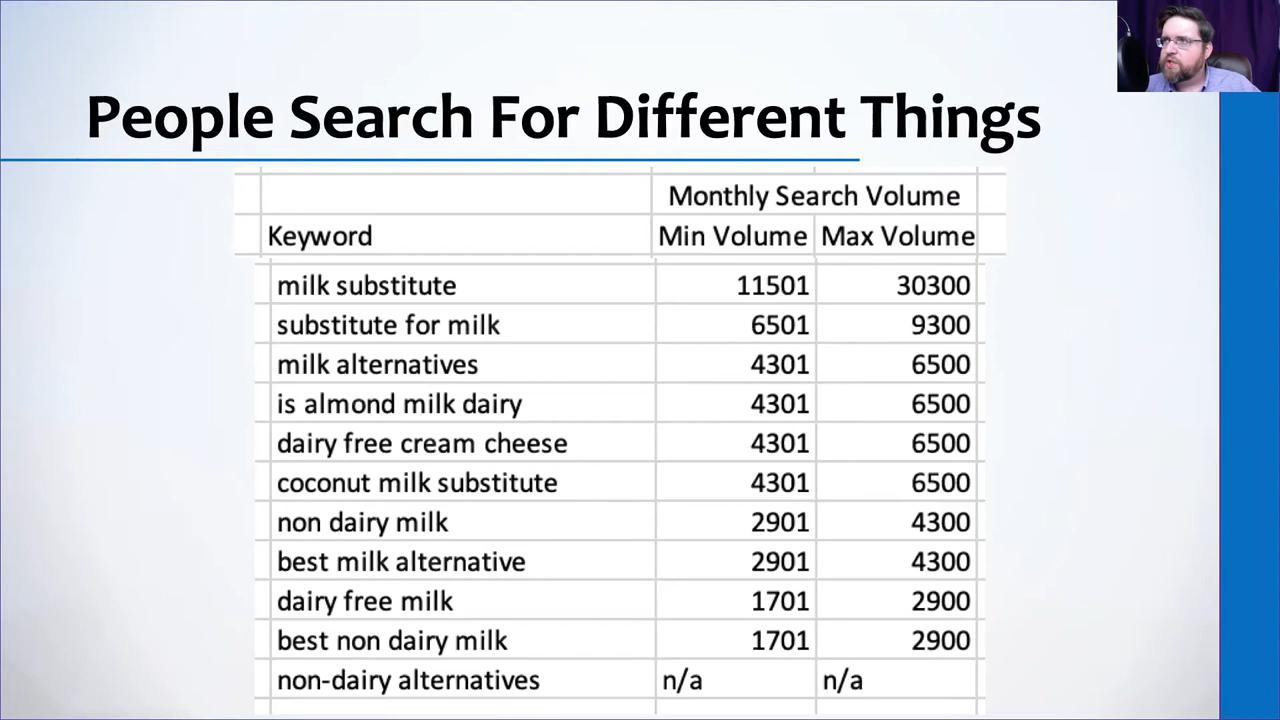 People Search For Different Things
Monthly Search Volume
Keyword Min Volume Max Volume
milk substitute 11501 30300
substitute for milk 6501 9300
milk alternatives 4301 6500
is almond milk dairy 4301 6500
dairy free cream cheese 4301 6500
coconut milk substitute 4301 6500
non dairy milk 2901 4300
best milk alternative 2901 4300
dairy free milk 1701 2900
best non dairy milk 1701 2900
non-dairy alternatives n/a n/a